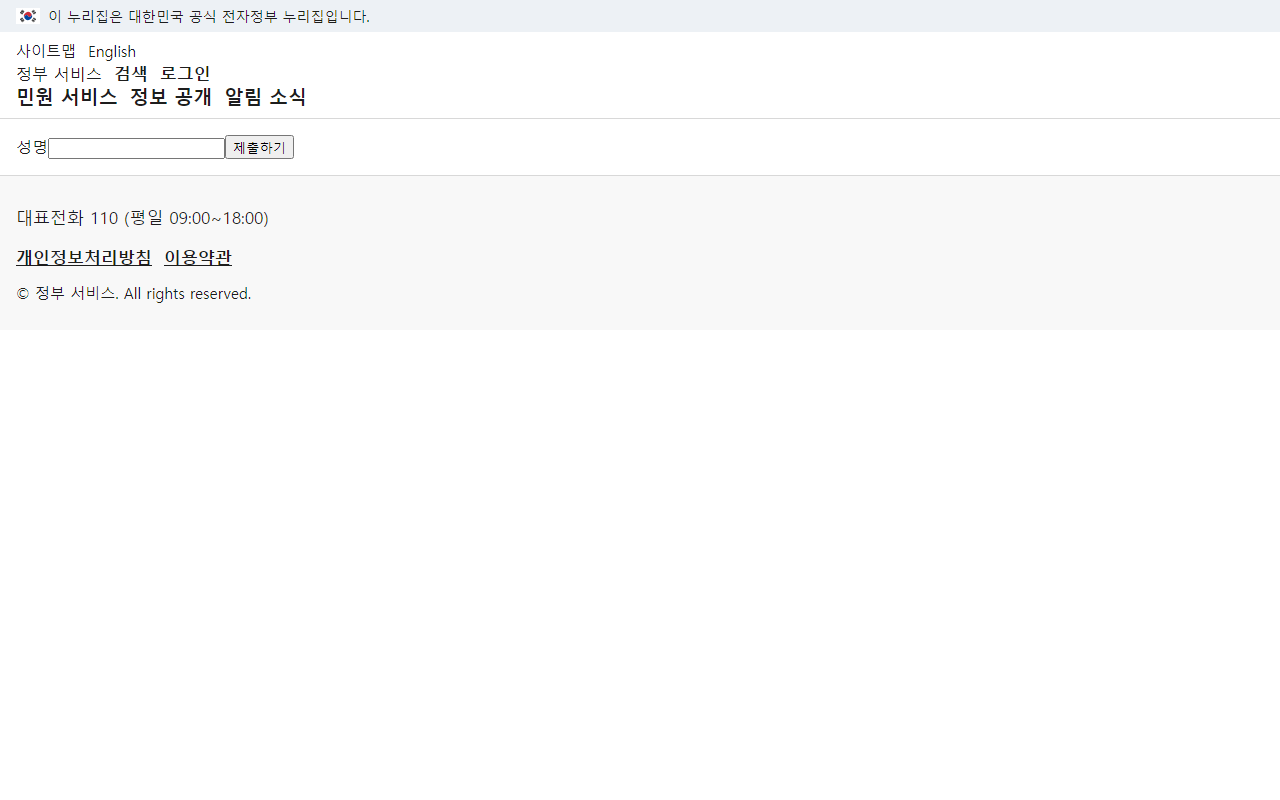 이 누리집은 대한민국 공식 전자정부 누리집입니다.
사이트맵 English
정부 서비스 검색 로그인
민원 서비스 정보 공개 알림 소식
성명 제출하기
대표전화 110 (평일 09:00~18:00)
개인정보처리방침 이용약관
© 정부 서비스. All rights reserved.